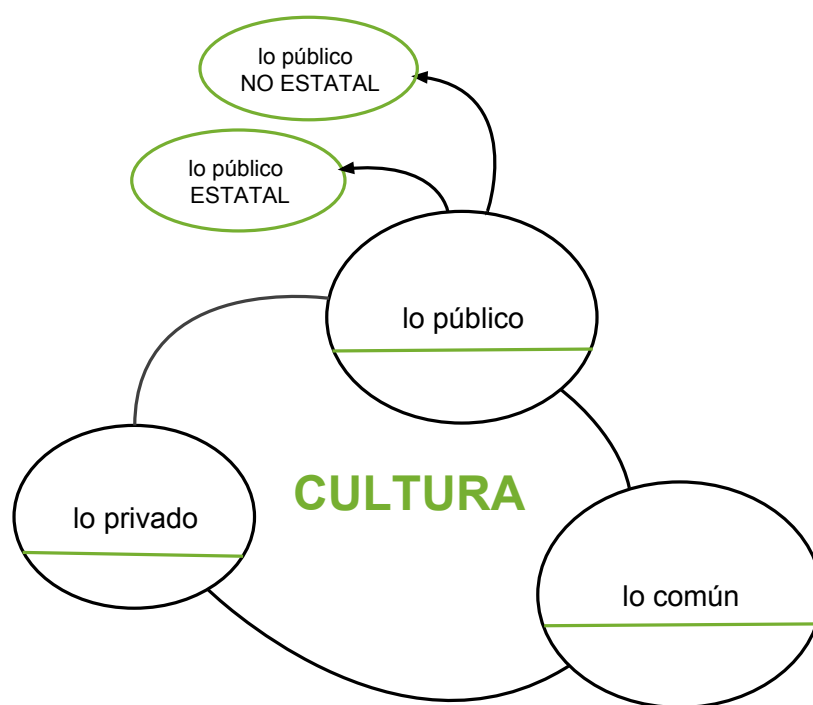 lo público
NO ESTATAL
lo público
ESTATAL
lo público
CULTURA
lo privado
lo común